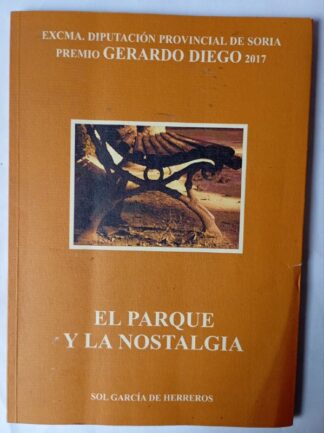 EXCMA. DIPUTACIÓN PROVINCIAL DE SORIA
PREMIO GERARDO DIEGO 2017
EL PARQUE
Y LA NOSTALGIA
SOL GARCÍA DE HERREROS